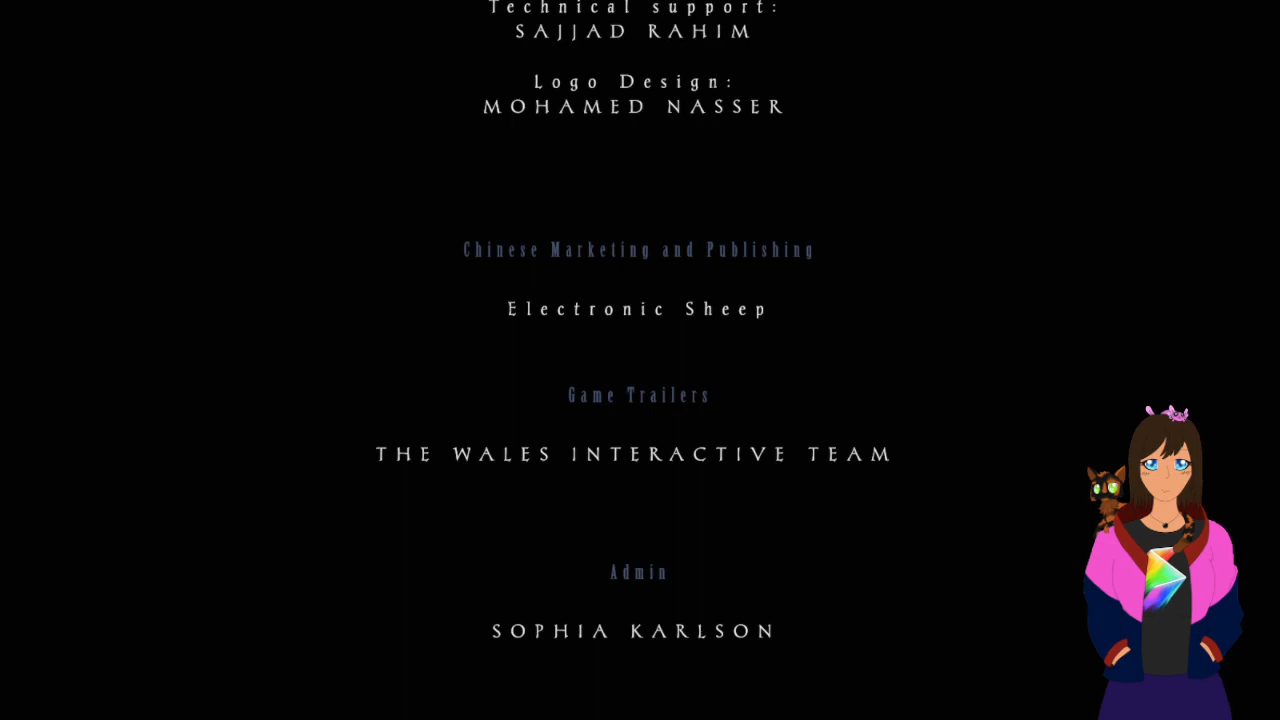 Technical support:
SAJJAD RAHIM
Logo Design:
MOHAMED NASSER
Chinese Marketing and Publishing
Electronic Sheep
Game Trailers
THE WALES INTERACTIVE TEAM
Admin
SOPHIA KARLSON